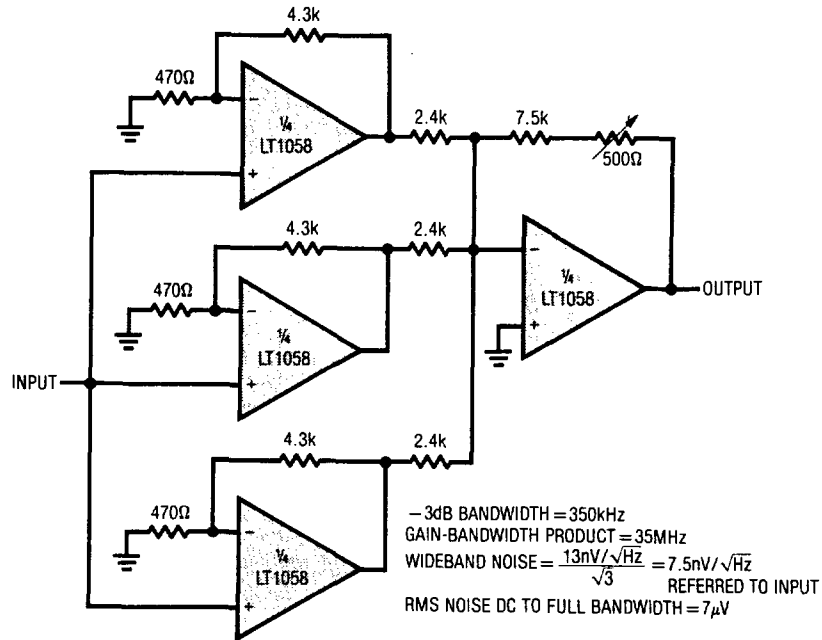 4.3k
470Ω
−
¼
LT1058
+
2.4k
7.5k
500Ω
4.3k
2.4k
470Ω
−
¼
LT1058
+
−
¼
LT1058
+
OUTPUT
INPUT
4.3k
2.4k
470Ω
−
¼
LT1058
+
−3dB BANDWIDTH = 350kHz
GAIN-BANDWIDTH PRODUCT = 35MHz
WIDEBAND NOISE = 13nV/√Hz / √3 = 7.5nV/√Hz
REFERRED TO INPUT
RMS NOISE DC TO FULL BANDWIDTH = 7µV